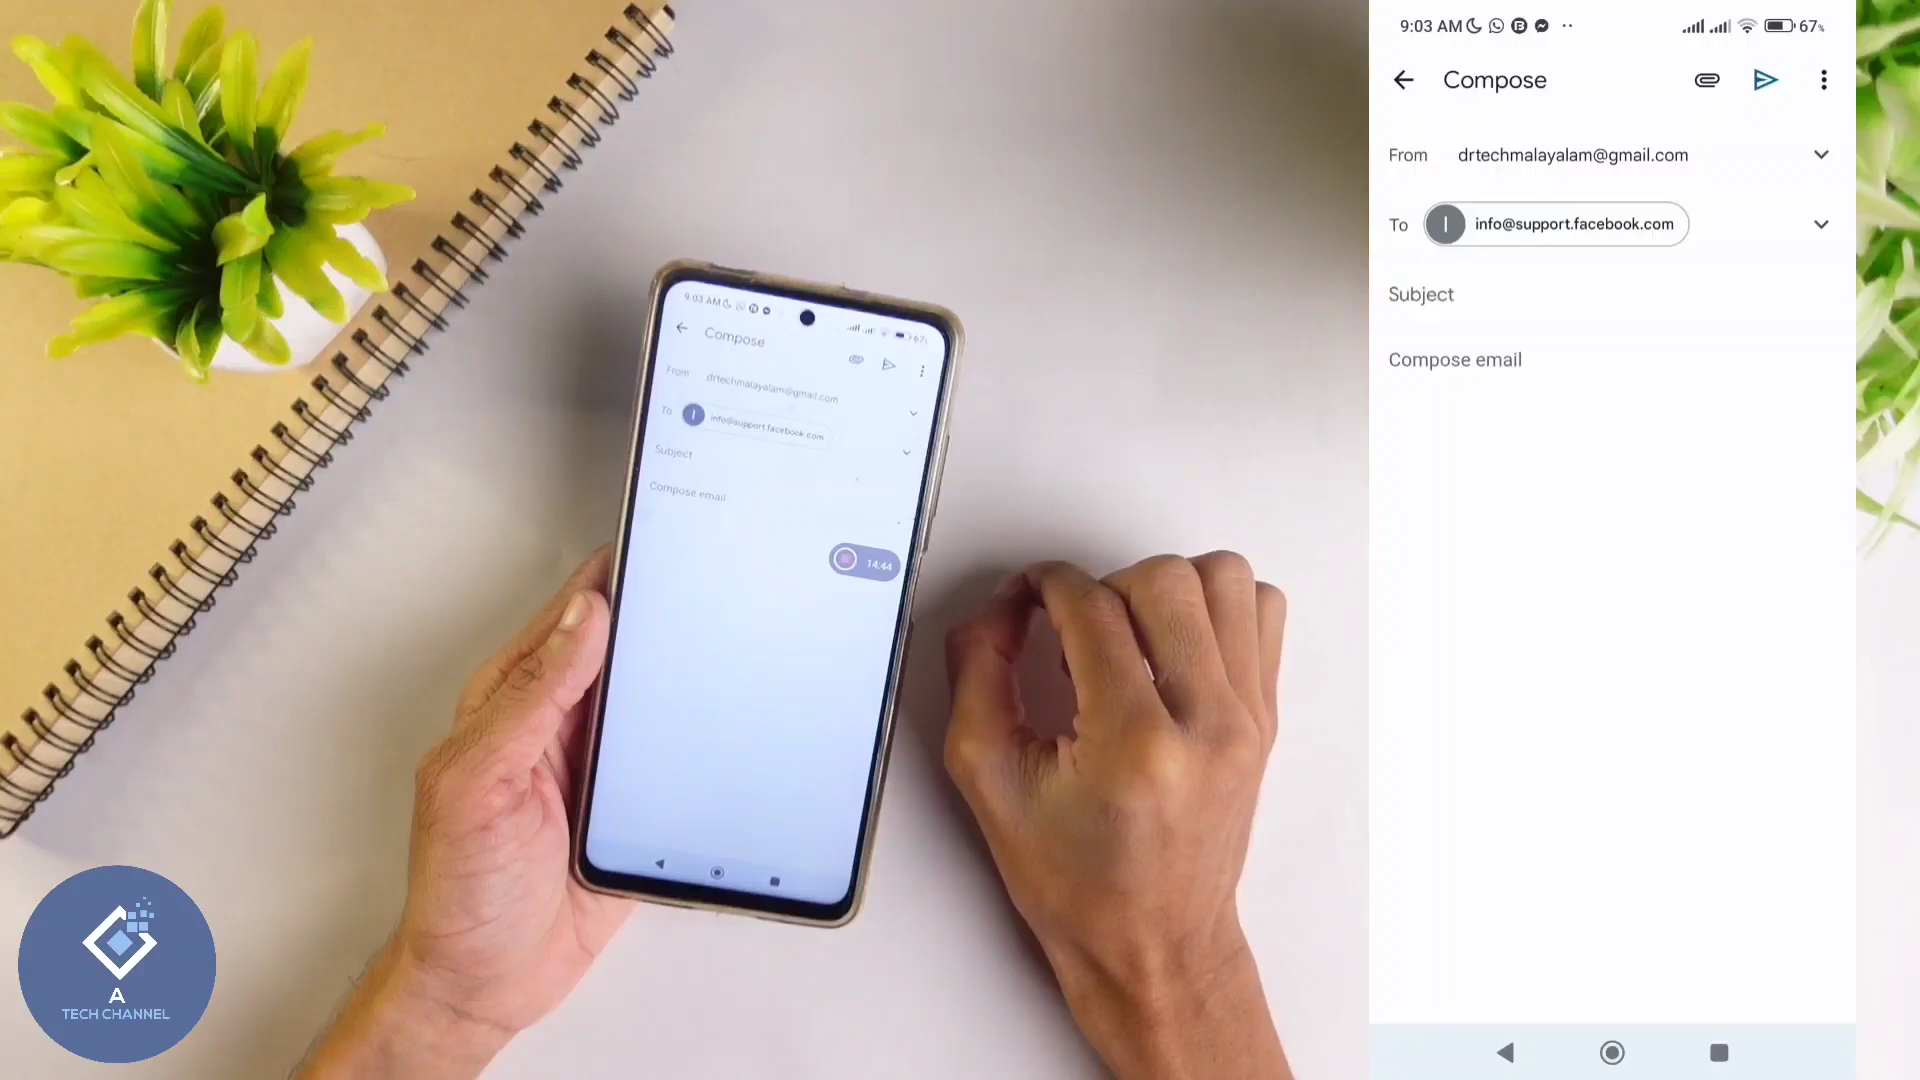 9:03 AM
67%
Compose
From drtechmalayalam@gmail.com
To I info@support.facebook.com
Subject
Compose email
9:03 AM
67%
Compose
From drtechmalayalam@gmail.com
To I info@support.facebook.com
Subject
Compose email
14:44
A
TECH CHANNEL